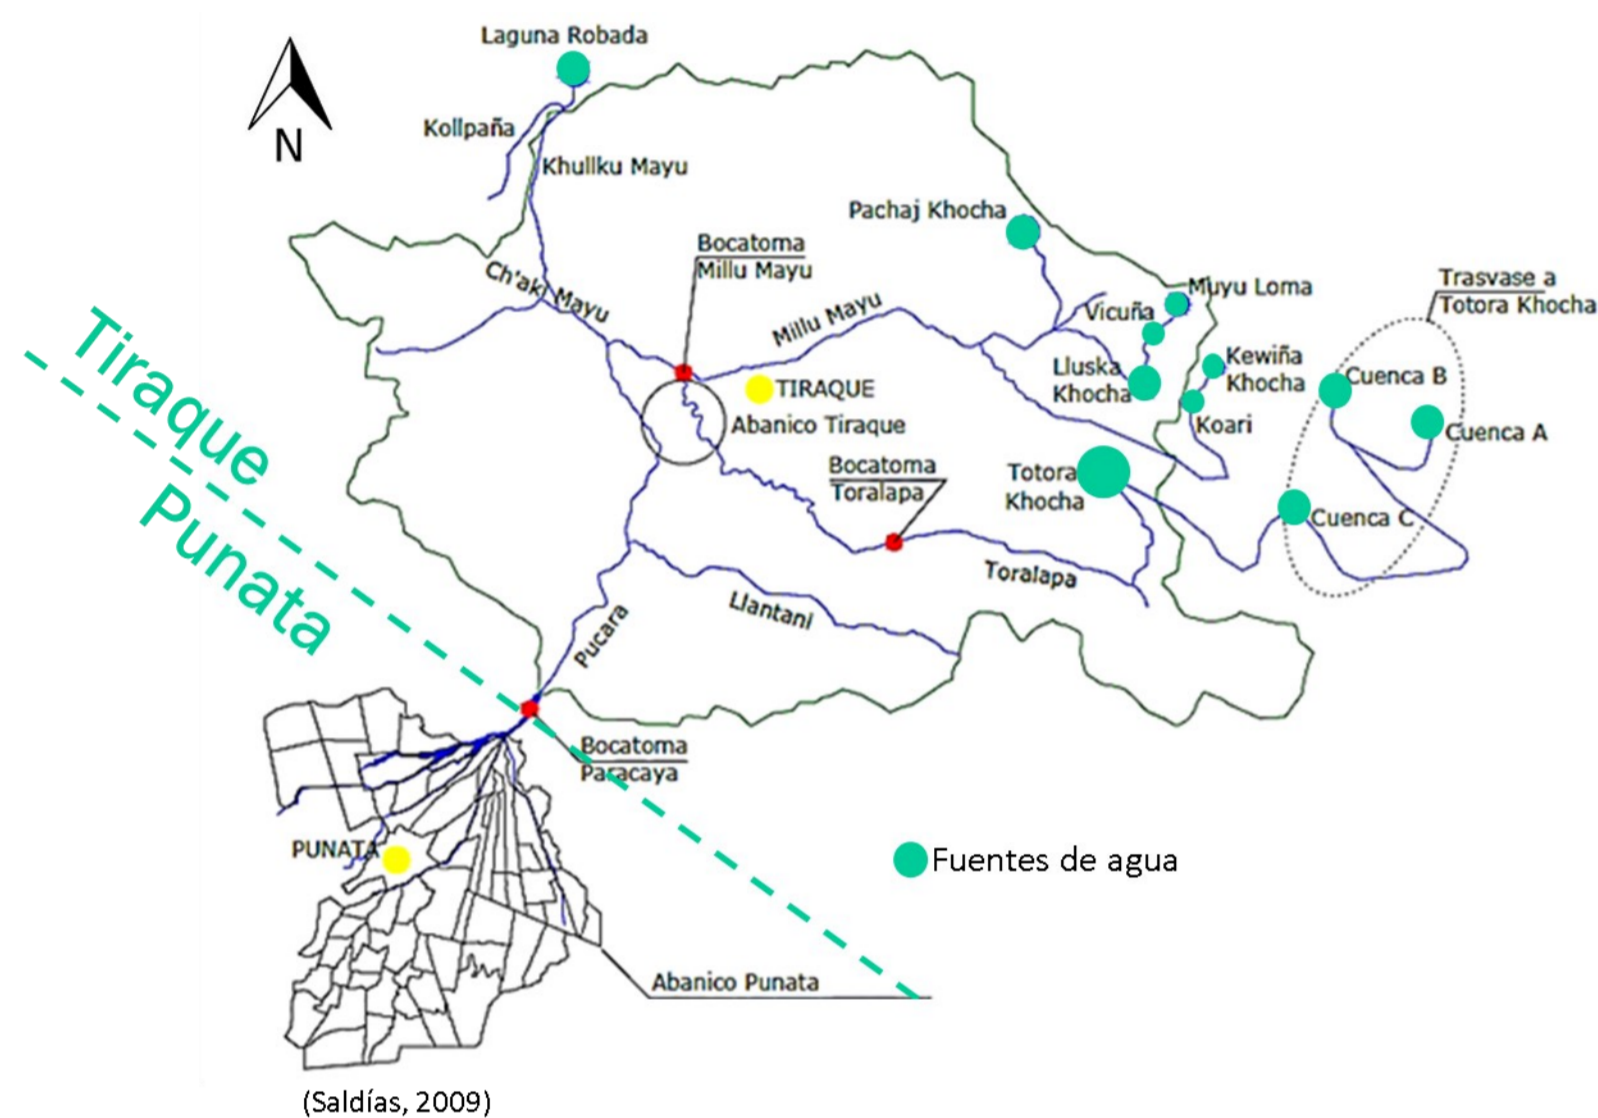 Laguna Robada
N
Kollpaña
Khullku Mayu
Pachaj Khocha
Bocatoma
Millu Mayu
Ch'aki Mayu
Millu Mayu
Muyu Loma
Vicuña
Trasvase a
Totora Khocha
Lluska
Khocha
Kewiña
Khocha
Cuenca B
TIRAQUE
Koari
Abanico Tiraque
Cuenca A
Bocatoma
Toralapa
Totora
Khocha
Cuenca C
Toralapa
Llantani
Pucara
Tiraque
Punata
Bocatoma
Paracaya
PUNATA
Fuentes de agua
Abanico Punata
(Saldías, 2009)